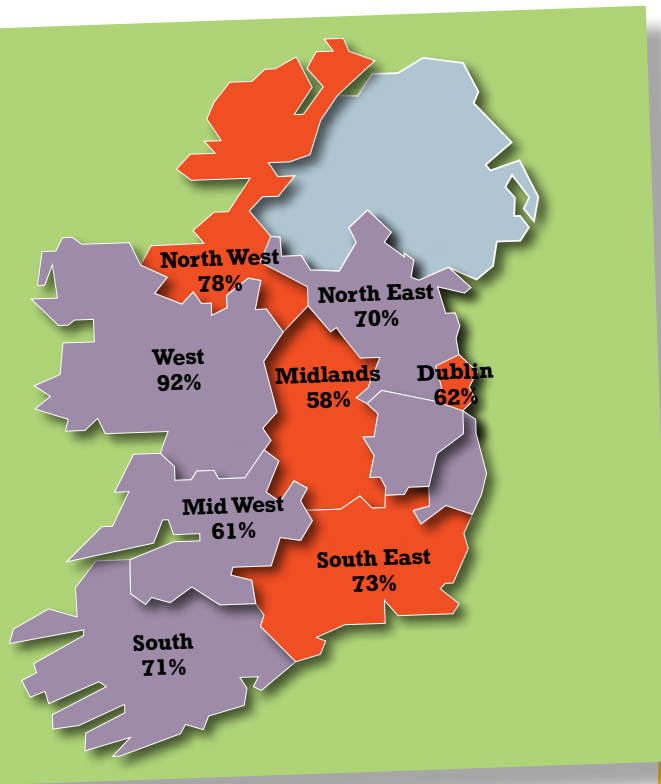 North West
78%
North East
70%
West
92%
Midlands
58%
Dublin
62%
Mid West
61%
South East
73%
South
71%